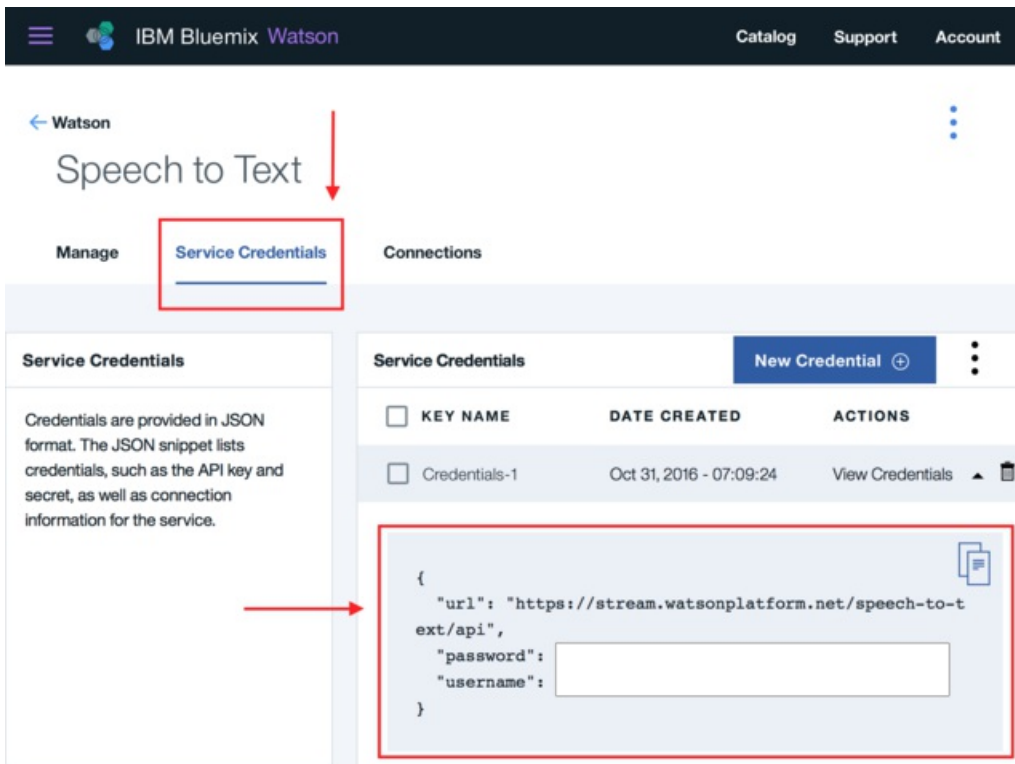 IBM Bluemix Watson
Catalog Support Account
← Watson
Speech to Text
Manage Service Credentials Connections
Service Credentials
Credentials are provided in JSON
format. The JSON snippet lists
credentials, such as the API key and
secret, as well as connection
information for the service.
Service Credentials
New Credential
KEY NAME DATE CREATED ACTIONS
Credentials-1 Oct 31, 2016 - 07:09:24 View Credentials
{
"url": "https://stream.watsonplatform.net/speech-to-t
ext/api",
"password":
"username":
}